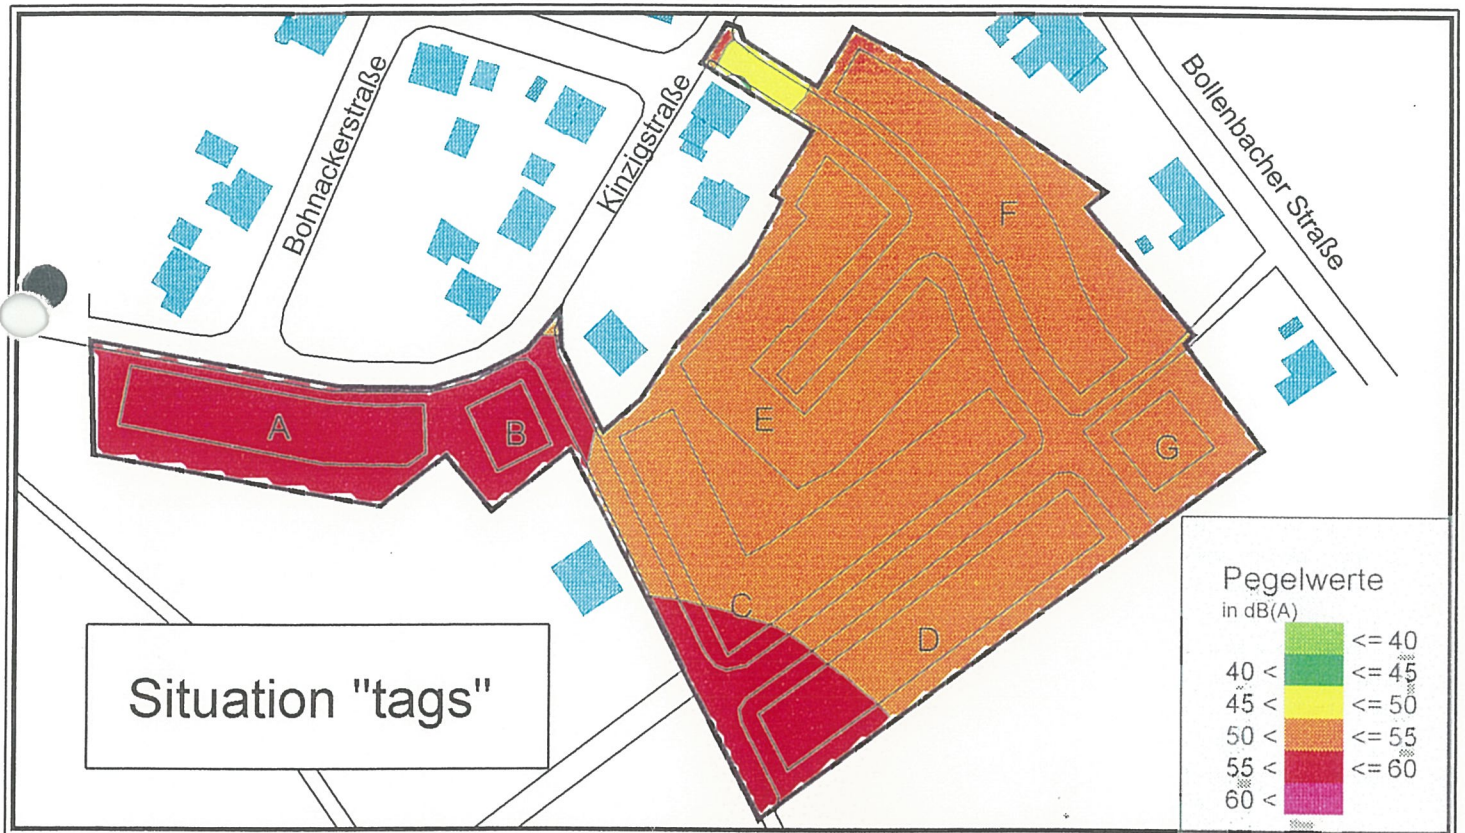 Bohnackerstraße
Kinzigstraße
Bollenbacher Straße
F
A
B
E
G
C
D
Situation "tags"
Pegelwerte
in dB(A)
<= 40
40 < <= 45
45 < <= 50
50 < <= 55
55 < <= 60
60 <